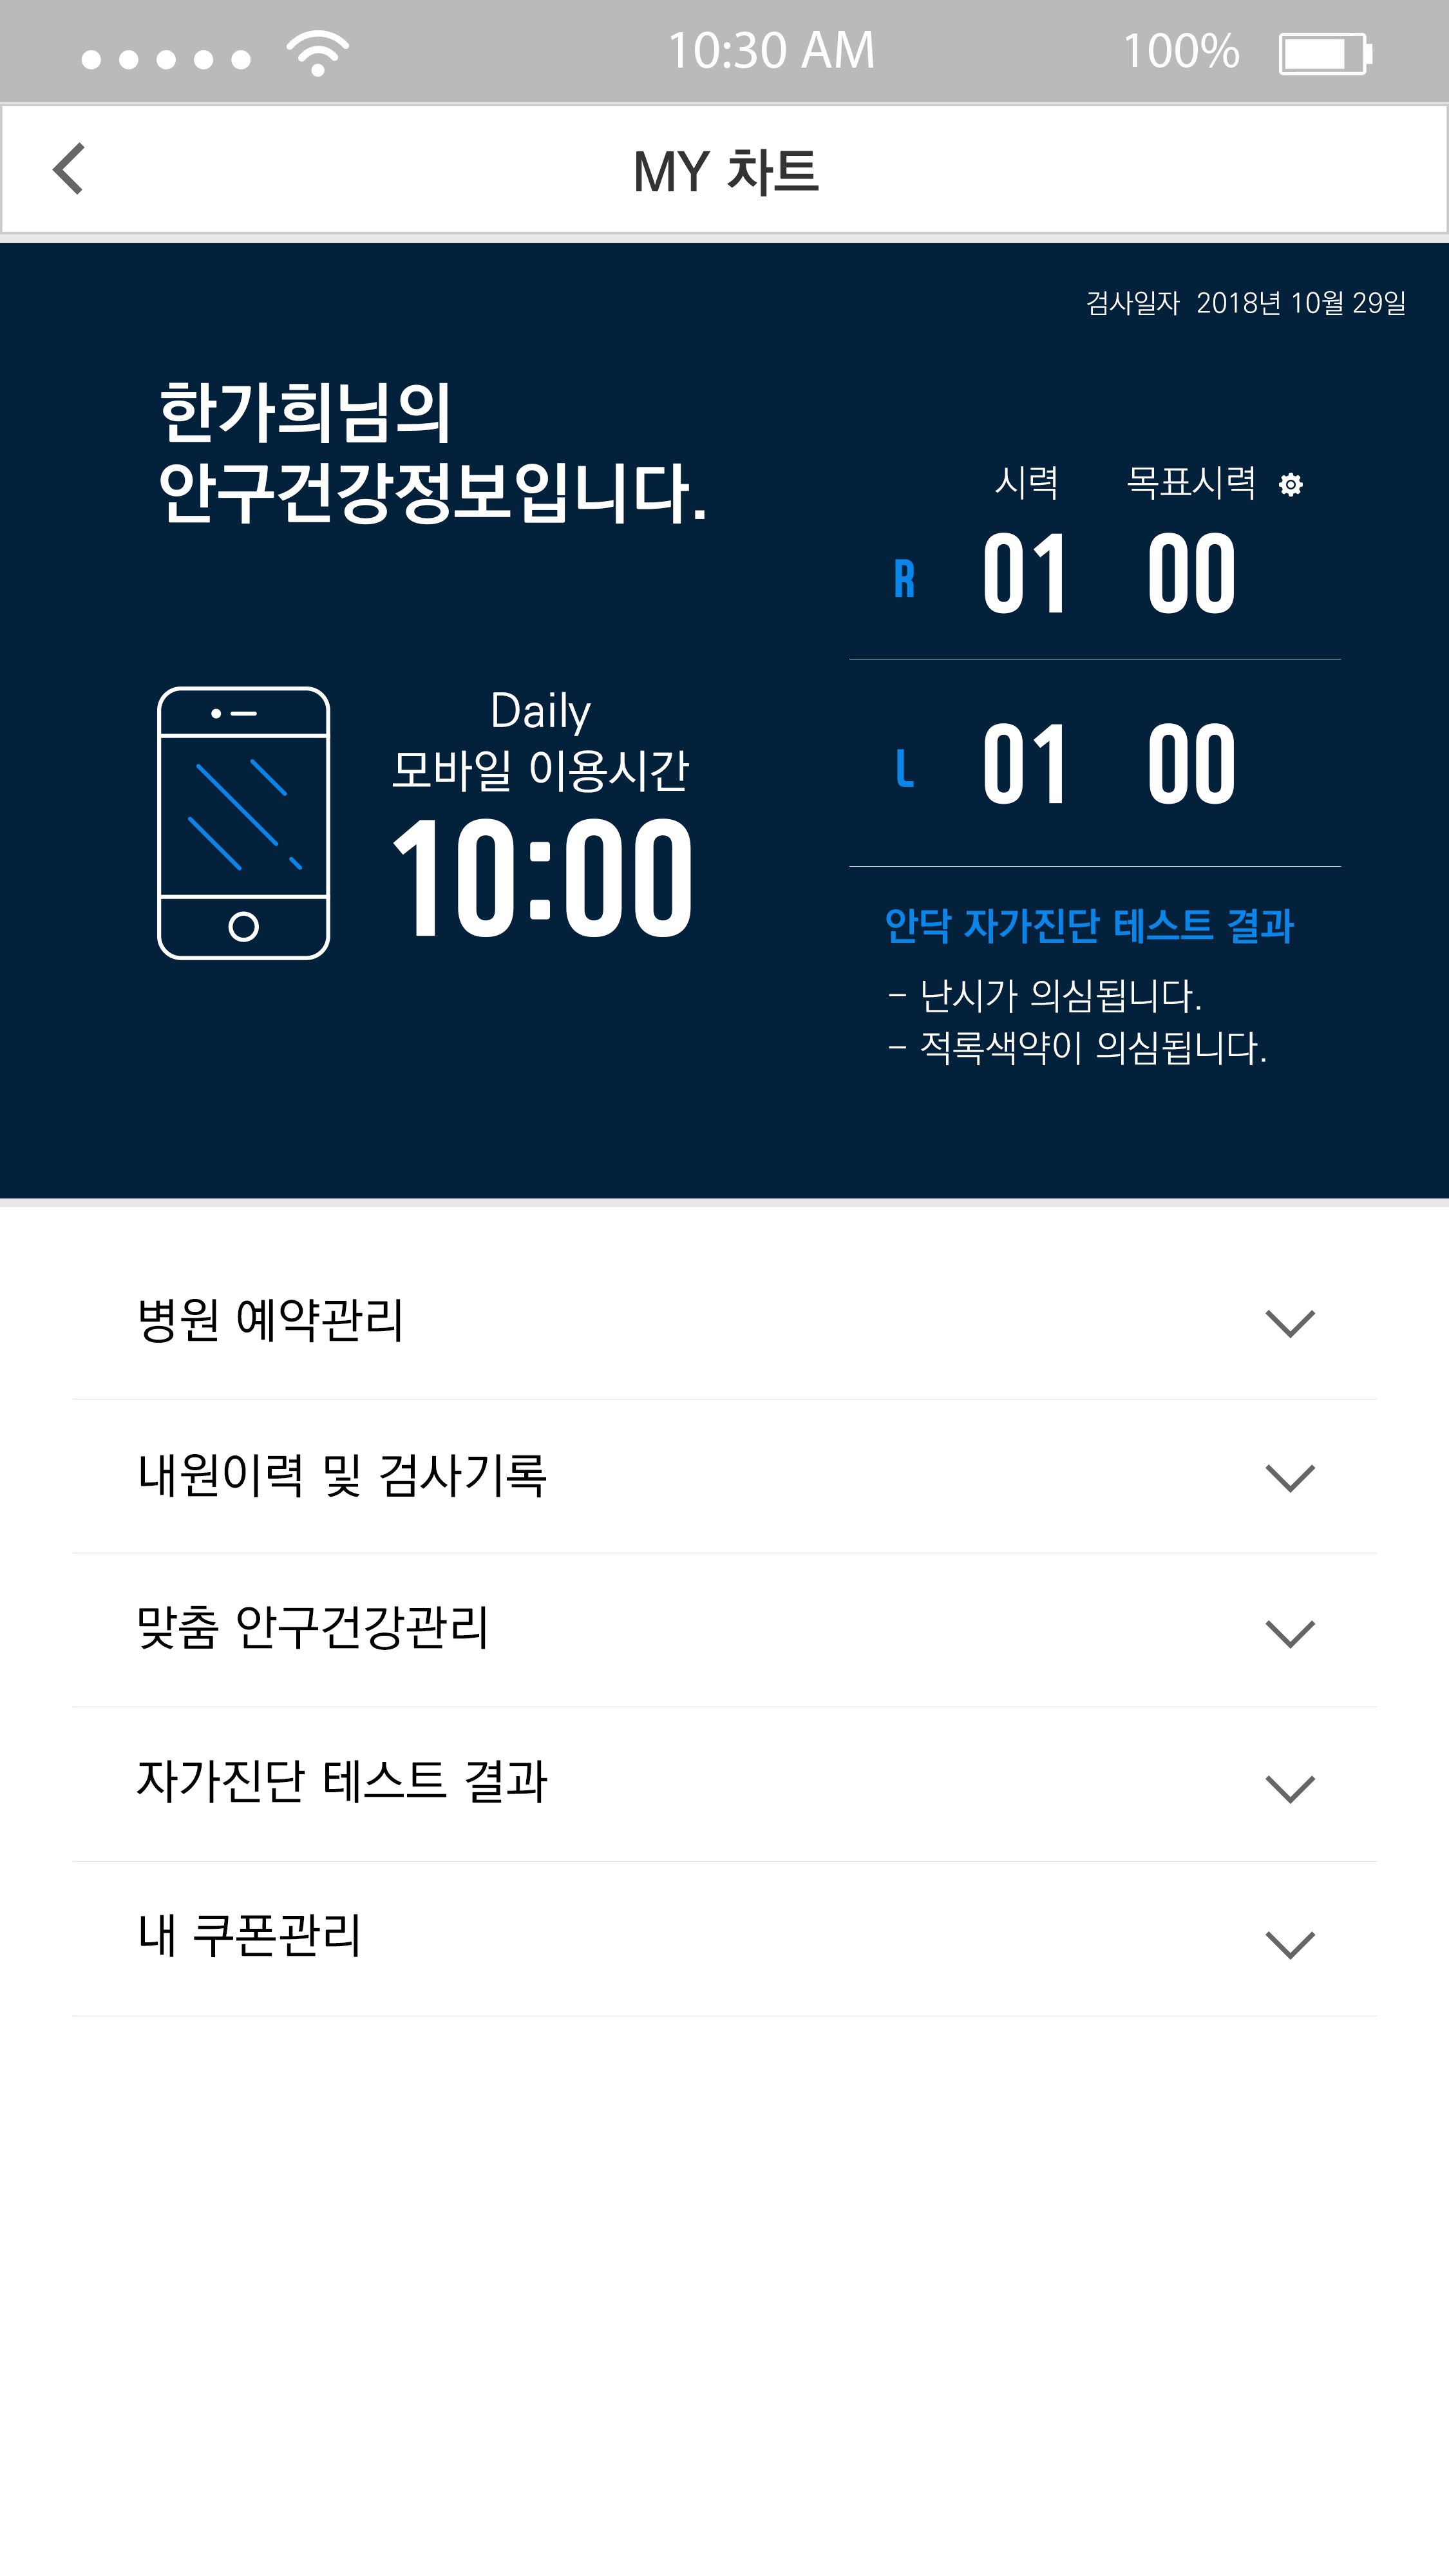 10:30 AM 100%
MY 차트
검사일자 2018년 10월 29일
한가희님의
안구건강정보입니다.
시력 목표시력
R 01 00
L 01 00
Daily
모바일 이용시간
10:00
안닥 자가진단 테스트 결과
- 난시가 의심됩니다.
- 적록색약이 의심됩니다.
병원 예약관리
내원이력 및 검사기록
맞춤 안구건강관리
자가진단 테스트 결과
내 쿠폰관리